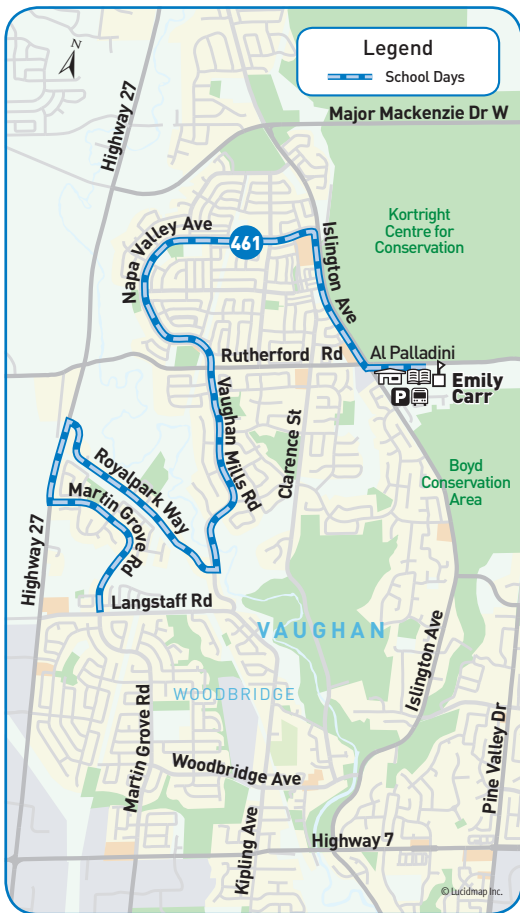 Legend
School Days
N
Highway 27
Major Mackenzie Dr W
Kortright
Centre for
Conservation
Napa Valley Ave
461
Islington Ave
Rutherford Rd
Al Palladini
Emily
Carr
P
Vaughan Mills Rd
Clarence St
Boyd
Conservation
Area
Royalpark Way
Martin Grove Rd
Highway 27
Langstaff Rd
VAUGHAN
WOODBRIDGE
Islington Ave
Martin Grove Rd
Woodbridge Ave
Pine Valley Dr
Kipling Ave
Highway 7
© Lucidmap Inc.